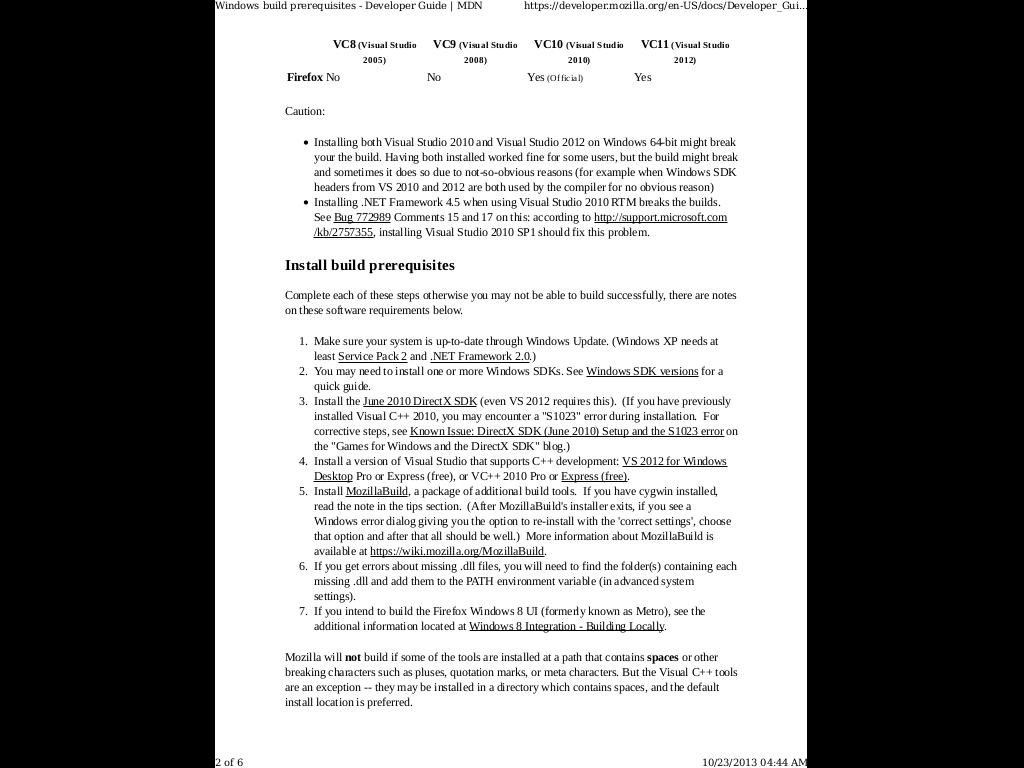 Windows build prerequisites - Developer Guide | MDN https://developer.mozilla.org/en-US/docs/Developer_Gui...
VC8 (Visual Studio 2005) VC9 (Visual Studio 2008) VC10 (Visual Studio 2010) VC11 (Visual Studio 2012)
Firefox No No Yes (Official) Yes
Caution:
• Installing both Visual Studio 2010 and Visual Studio 2012 on Windows 64-bit might break
your the build. Having both installed worked fine for some users, but the build might break
and sometimes it does so due to not-so-obvious reasons (for example when Windows SDK
headers from VS 2010 and 2012 are both used by the compiler for no obvious reason)
• Installing .NET Framework 4.5 when using Visual Studio 2010 RTM breaks the builds.
See Bug 772989 Comments 15 and 17 on this: according to http://support.microsoft.com
/kb/2757355, installing Visual Studio 2010 SP1 should fix this problem.
Install build prerequisites
Complete each of these steps otherwise you may not be able to build successfully, there are notes
on these software requirements below.
1. Make sure your system is up-to-date through Windows Update. (Windows XP needs at
least Service Pack 2 and .NET Framework 2.0.)
2. You may need to install one or more Windows SDKs. See Windows SDK versions for a
quick guide.
3. Install the June 2010 DirectX SDK (even VS 2012 requires this). (If you have previously
installed Visual C++ 2010, you may encounter a "S1023" error during installation. For
corrective steps, see Known Issue: DirectX SDK (June 2010) Setup and the S1023 error on
the "Games for Windows and the DirectX SDK" blog.)
4. Install a version of Visual Studio that supports C++ development: VS 2012 for Windows
Desktop Pro or Express (free), or VC++ 2010 Pro or Express (free).
5. Install MozillaBuild, a package of additional build tools. If you have cygwin installed,
read the note in the tips section. (After MozillaBuild's installer exits, if you see a
Windows error dialog giving you the option to re-install with the 'correct settings', choose
that option and after that all should be well.) More information about MozillaBuild is
available at https://wiki.mozilla.org/MozillaBuild.
6. If you get errors about missing .dll files, you will need to find the folder(s) containing each
missing .dll and add them to the PATH environment variable (in advanced system
settings).
7. If you intend to build the Firefox Windows 8 UI (formerly known as Metro), see the
additional information located at Windows 8 Integration - Building Locally.
Mozilla will not build if some of the tools are installed at a path that contains spaces or other
breaking characters such as pluses, quotation marks, or meta characters. But the Visual C++ tools
are an exception -- they may be installed in a directory which contains spaces, and the default
install location is preferred.
2 of 6 10/23/2013 04:44 AM